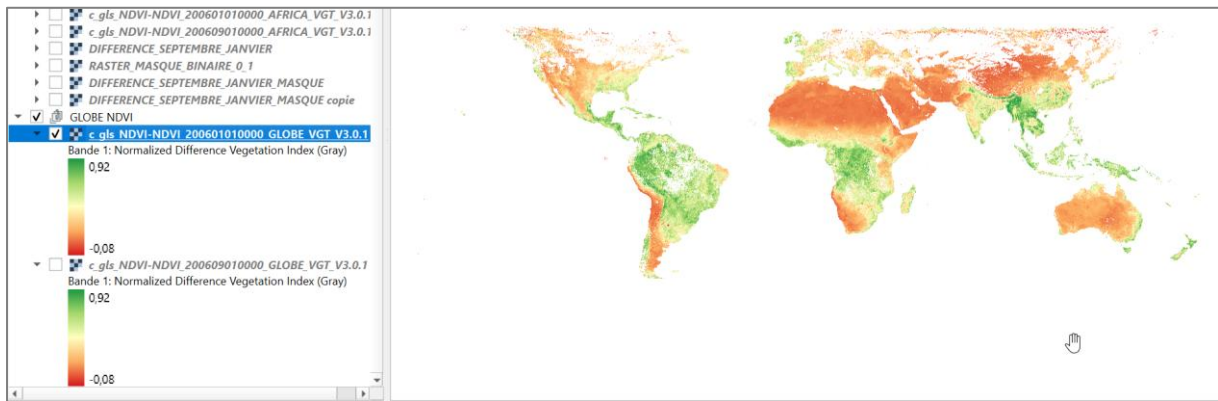 c_gls_NDVI-NDVI_200601010000_AFRICA_VGT_V3.0.1
c_gls_NDVI-NDVI_200609010000_AFRICA_VGT_V3.0.1
DIFFERENCE_SEPTEMBRE_JANVIER
RASTER_MASQUE_BINAIRE_0_1
DIFFERENCE_SEPTEMBRE_JANVIER_MASQUE
DIFFERENCE_SEPTEMBRE_JANVIER_MASQUE copie
GLOBE NDVI
c_gls_NDVI-NDVI_200601010000_GLOBE_VGT_V3.0.1
Bande 1: Normalized Difference Vegetation Index (Gray)
0,92
-0,08
c_gls_NDVI-NDVI_200609010000_GLOBE_VGT_V3.0.1
Bande 1: Normalized Difference Vegetation Index (Gray)
0,92
-0,08